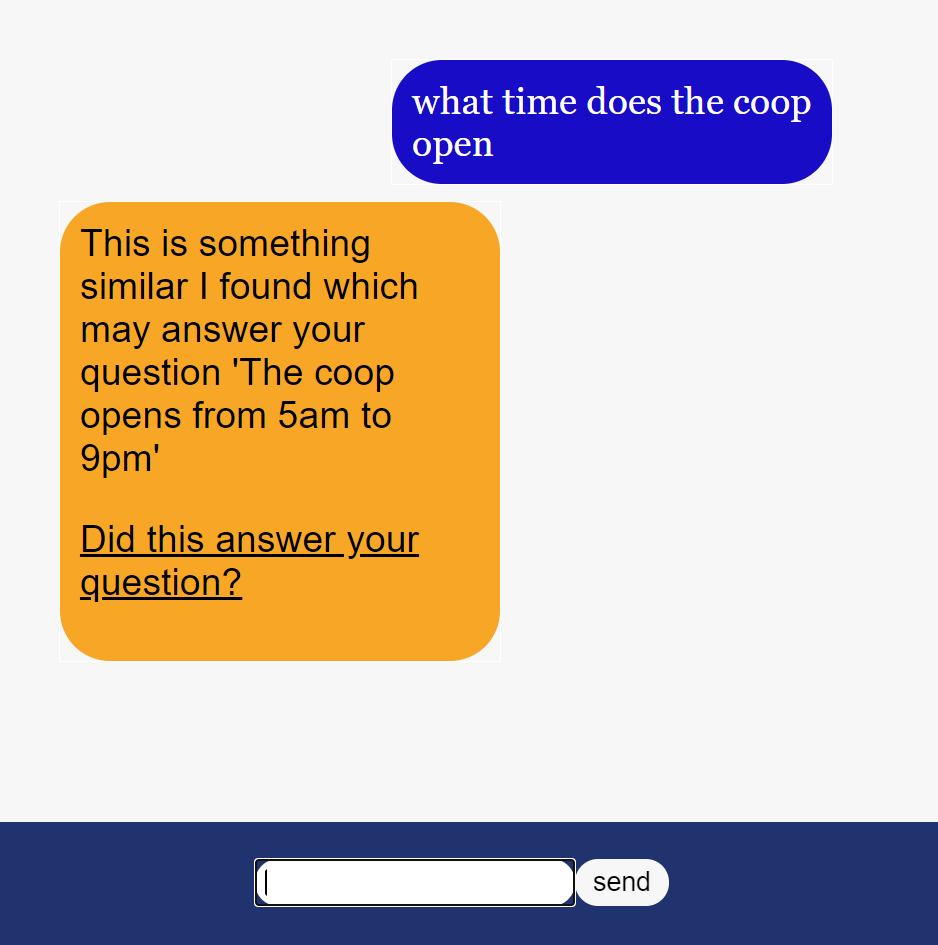 what time does the coop
open
This is something
similar I found which
may answer your
question 'The coop
opens from 5am to
9pm'
Did this answer your
question?
send